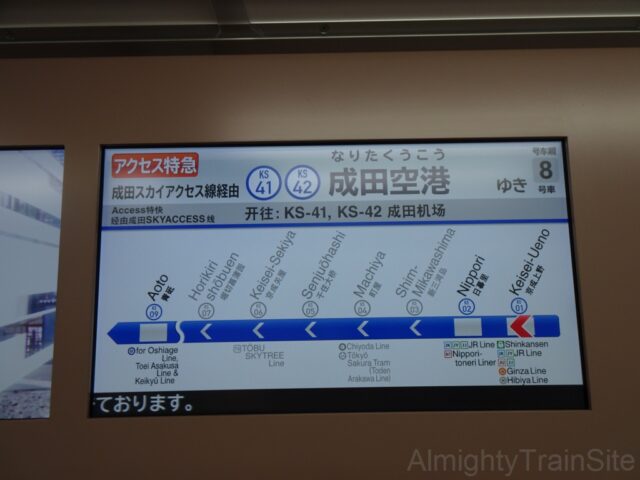 アクセス特急
成田スカイアクセス線経由
KS
41
KS
42
なりたくうこう
成田空港
ゆき
号车厢
8
号車
Access特快
经由成田SKYACCESS线
开往: KS-41, KS-42 成田机场
Aoto
青砥
Horikiri
shōbuen
堀切菖蒲園
Keisei-Sekiya
京成关屋
Senjuōhashi
千住大桥
Machiya
町屋
Shim-
Mikawashima
新三河岛
Nippori
日暮里
Keisei-Ueno
京成上野
09
07
06
05
06
03
02
01
for Oshiage
Line,
Toei Asakusa
Line &
Keikyū Line
TŌBU
SKYTREE
Line
Chiyoda Line
Tōkyō
Sakura Tram
(Toden
Arakawa Line)
JR Line
Nippori-
toneri Liner
Shinkansen
JR Line
Ginza Line
Hibiya Line
ております。
AlmightyTrainSite